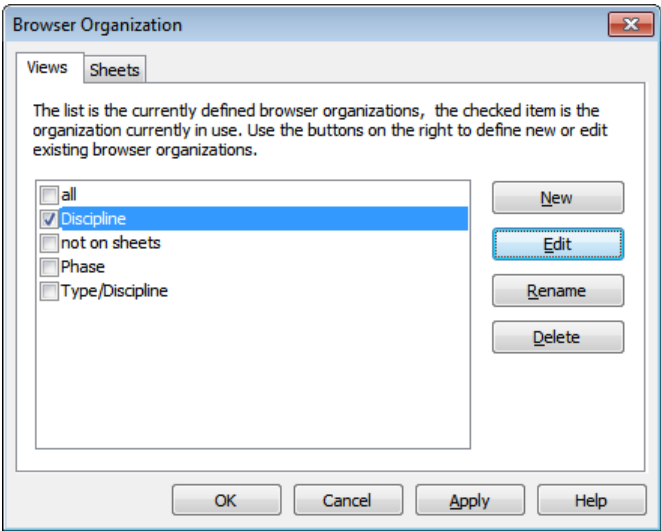 Browser Organization
Views
Sheets
The list is the currently defined browser organizations, the checked item is the
organization currently in use. Use the buttons on the right to define new or edit
existing browser organizations.
all
Discipline
not on sheets
Phase
Type/Discipline
New
Edit
Rename
Delete
OK
Cancel
Apply
Help